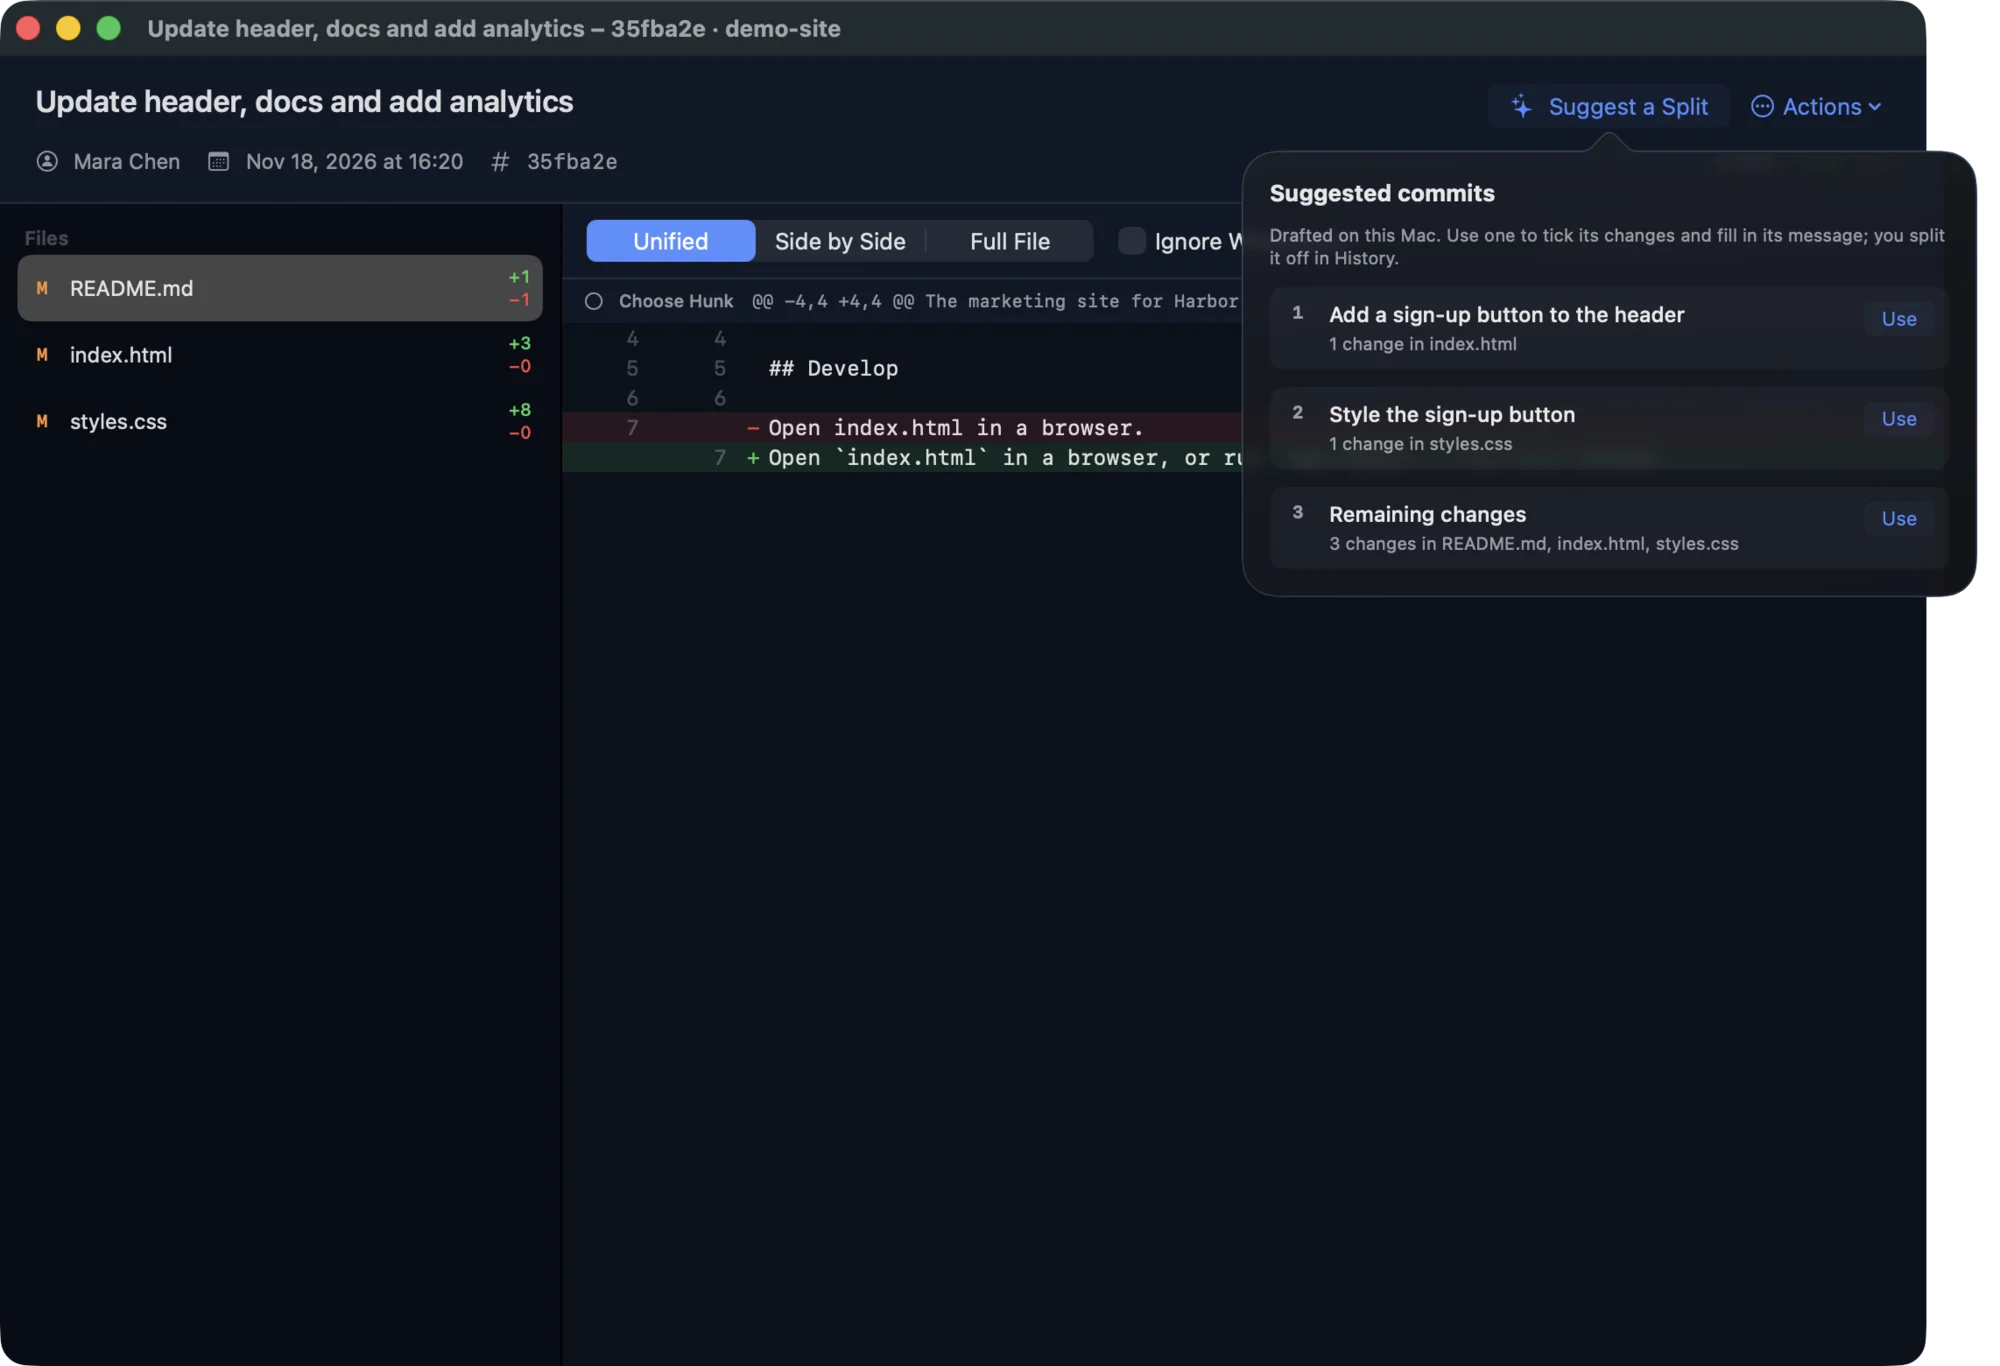 Update header, docs and add analytics – 35fba2e · demo-site
Update header, docs and add analytics
Suggest a Split
Actions
Mara Chen
Nov 18, 2026 at 16:20
# 35fba2e
Files
M README.md +1 −1
M index.html +3 −0
M styles.css +8 −0
Unified
Side by Side
Full File
Ignore
Choose Hunk @@ −4,4 +4,4 @@ The marketing site for Harbor
4 4
5 5 ## Develop
6 6
7 − Open index.html in a browser.
7 + Open `index.html` in a browser, or
Suggested commits
Drafted on this Mac. Use one to tick its changes and fill in its message; you split
it off in History.
1 Add a sign-up button to the header
1 change in index.html
Use
2 Style the sign-up button
1 change in styles.css
Use
3 Remaining changes
3 changes in README.md, index.html, styles.css
Use